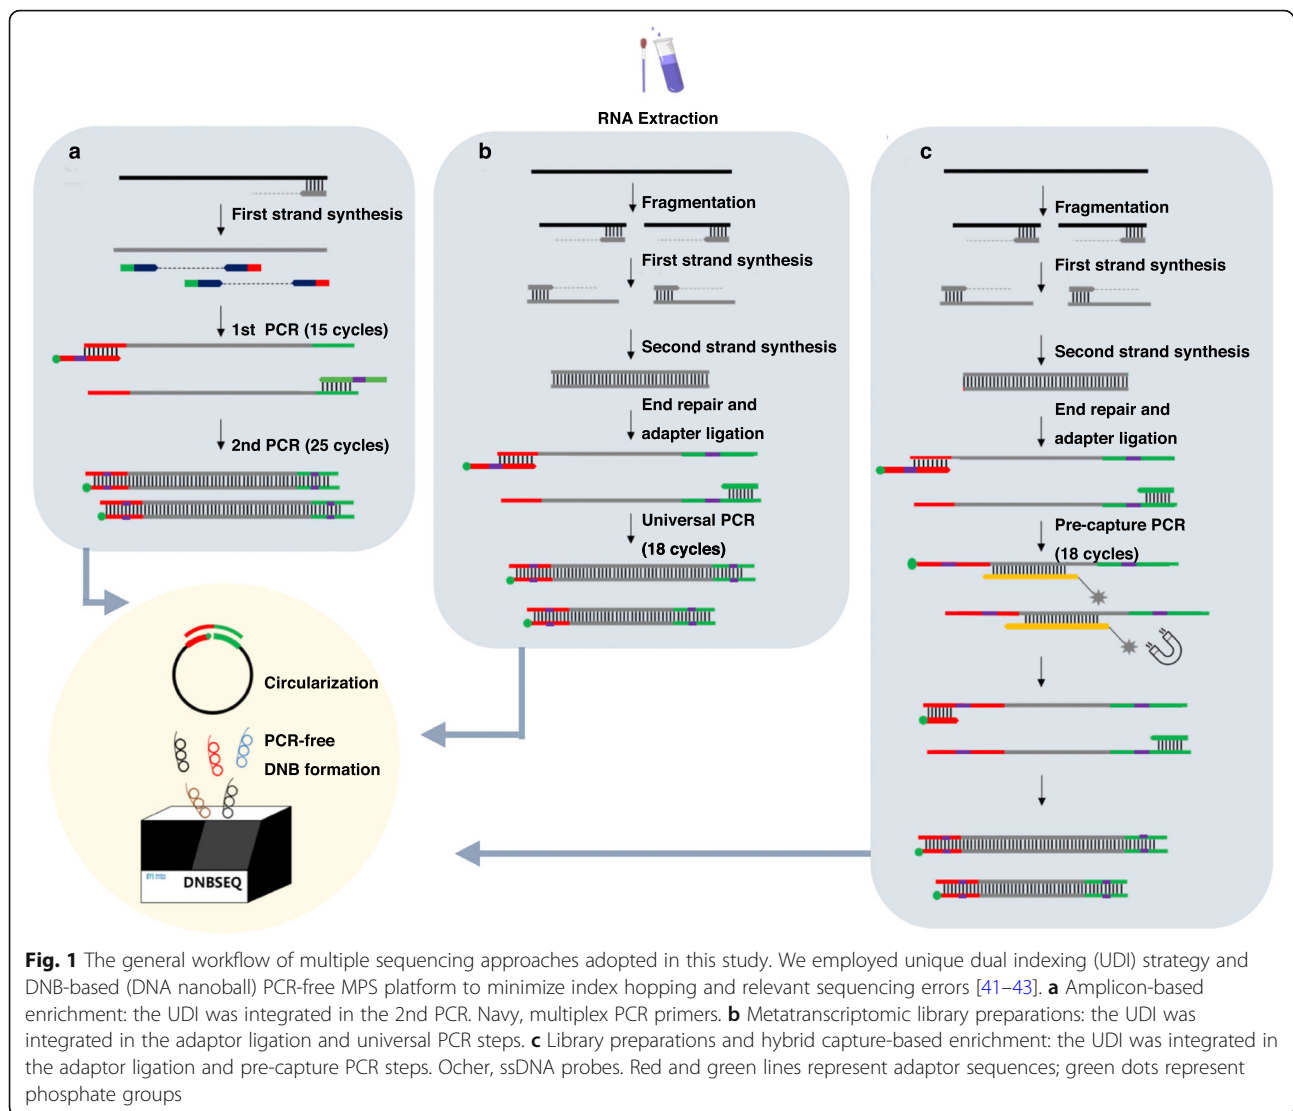 RNA Extraction
a
First strand synthesis
1st PCR (15 cycles)
2nd PCR (25 cycles)
b
Fragmentation
First strand synthesis
Second strand synthesis
End repair and
adapter ligation
Universal PCR
(18 cycles)
c
Fragmentation
First strand synthesis
Second strand synthesis
End repair and
adapter ligation
Pre-capture PCR
(18 cycles)
Circularization
PCR-free
DNB formation
DNBSEQ
Fig. 1 The general workflow of multiple sequencing approaches adopted in this study. We employed unique dual indexing (UDI) strategy and
DNB-based (DNA nanoball) PCR-free MPS platform to minimize index hopping and relevant sequencing errors [41–43]. a Amplicon-based
enrichment: the UDI was integrated in the 2nd PCR. Navy, multiplex PCR primers. b Metatranscriptomic library preparations: the UDI was
integrated in the adaptor ligation and universal PCR steps. c Library preparations and hybrid capture-based enrichment: the UDI was integrated in
the adaptor ligation and pre-capture PCR steps. Ocher, ssDNA probes. Red and green lines represent adaptor sequences; green dots represent
phosphate groups